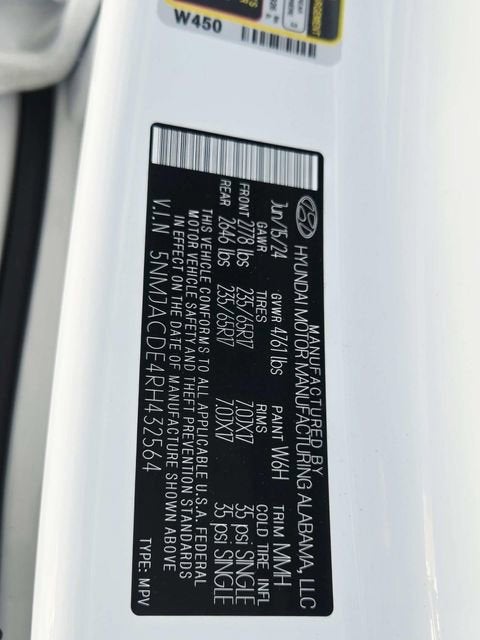 W450
MANUFACTURED BY
HYUNDAI MOTOR MANUFACTURING ALABAMA, LLC
Jun/15/24 GVWR 4761 lbs PAINT W6H TRIM MMH
GAWR TIRES RIMS COLD TIRE INFL
FRONT 2778 lbs 235/65R17 7.0JX17 35 psi SINGLE
REAR 2646 lbs 235/65R17 7.0JX17 35 psi SINGLE
THIS VEHICLE CONFORMS TO ALL APPLICABLE U.S.A. FEDERAL
MOTOR VEHICLE SAFETY AND THEFT PREVENTION STANDARDS
IN EFFECT ON THE DATE OF MANUFACTURE SHOWN ABOVE
V.I.N 5NMJACDE4RH432564 TYPE: MPV